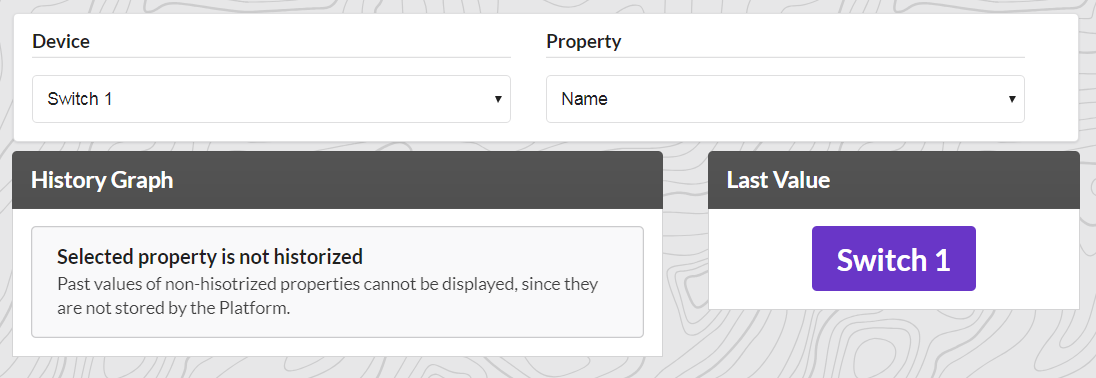 Device
Property
Switch 1
Name
History Graph
Last Value
Selected property is not historized
Past values of non-hisotrized properties cannot be displayed, since they
are not stored by the Platform.
Switch 1